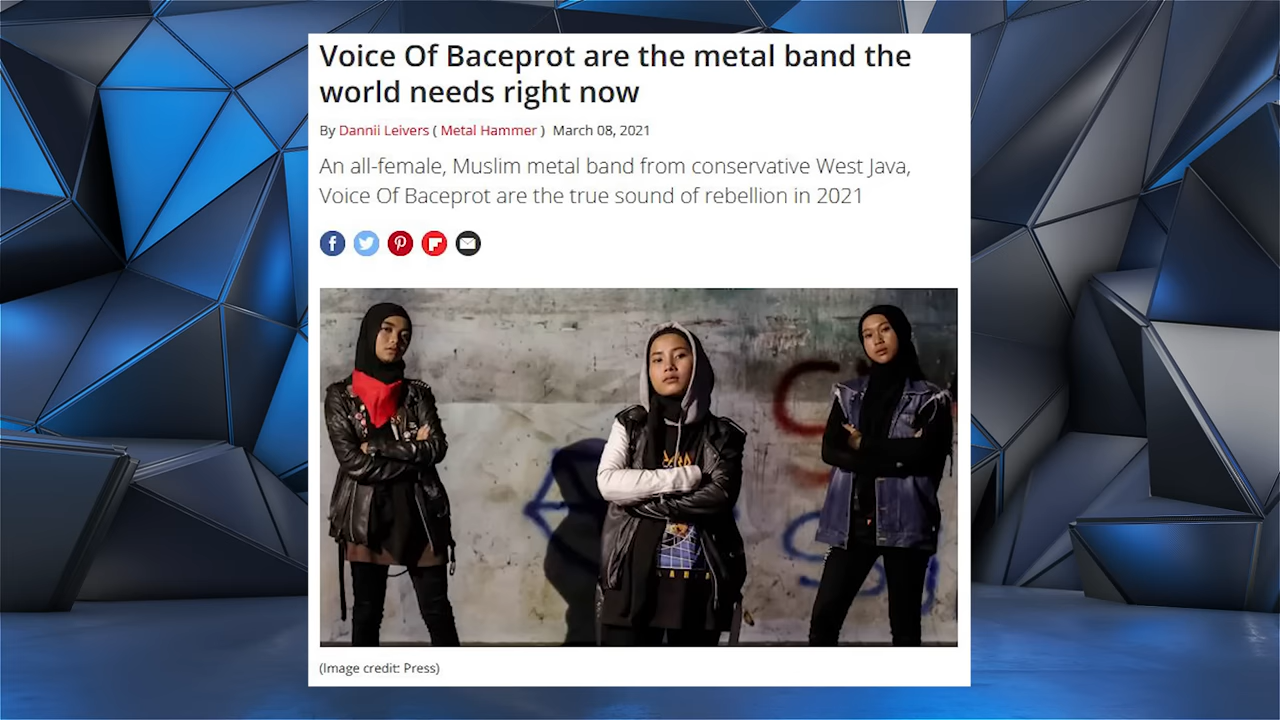 Voice Of Baceprot are the metal band the
world needs right now
By Dannii Leivers ( Metal Hammer ) March 08, 2021
An all-female, Muslim metal band from conservative West Java,
Voice Of Baceprot are the true sound of rebellion in 2021
(Image credit: Press)